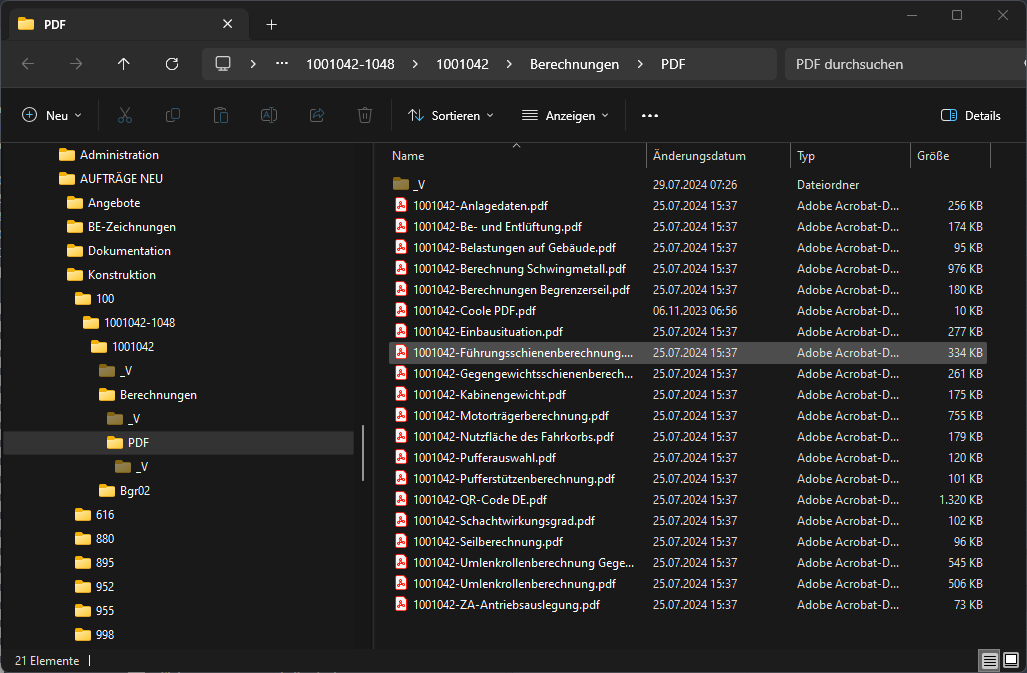 PDF
1001042-1048 1001042 Berechnungen PDF
PDF durchsuchen
Neu Sortieren Anzeigen Details
Administration
AUFTRÄGE NEU
Angebote
BE-Zeichnungen
Dokumentation
Konstruktion
100
1001042-1048
1001042
_V
Berechnungen
_V
PDF
_V
Bgr02
616
880
895
952
955
998
Name Änderungsdatum Typ Größe
_V 29.07.2024 07:26 Dateiordner
1001042-Anlagedaten.pdf 25.07.2024 15:37 Adobe Acrobat-D... 256 KB
1001042-Be- und Entlüftung.pdf 25.07.2024 15:37 Adobe Acrobat-D... 174 KB
1001042-Belastungen auf Gebäude.pdf 25.07.2024 15:37 Adobe Acrobat-D... 95 KB
1001042-Berechnung Schwingmetall.pdf 25.07.2024 15:37 Adobe Acrobat-D... 976 KB
1001042-Berechnungen Begrenzerseil.pdf 25.07.2024 15:37 Adobe Acrobat-D... 180 KB
1001042-Coole PDF.pdf 06.11.2023 06:56 Adobe Acrobat-D... 10 KB
1001042-Einbausituation.pdf 25.07.2024 15:37 Adobe Acrobat-D... 277 KB
1001042-Führungsschienenberechnung.... 25.07.2024 15:37 Adobe Acrobat-D... 334 KB
1001042-Gegengewichtsschienenberech... 25.07.2024 15:37 Adobe Acrobat-D... 261 KB
1001042-Kabinengewicht.pdf 25.07.2024 15:37 Adobe Acrobat-D... 175 KB
1001042-Motorträgerberechnung.pdf 25.07.2024 15:37 Adobe Acrobat-D... 755 KB
1001042-Nutzfläche des Fahrkorbs.pdf 25.07.2024 15:37 Adobe Acrobat-D... 179 KB
1001042-Pufferauswahl.pdf 25.07.2024 15:37 Adobe Acrobat-D... 120 KB
1001042-Pufferstützenberechnung.pdf 25.07.2024 15:37 Adobe Acrobat-D... 101 KB
1001042-QR-Code DE.pdf 25.07.2024 15:37 Adobe Acrobat-D... 1.320 KB
1001042-Schachtwirkungsgrad.pdf 25.07.2024 15:37 Adobe Acrobat-D... 102 KB
1001042-Seilberechnung.pdf 25.07.2024 15:37 Adobe Acrobat-D... 96 KB
1001042-Umlenkrollenberechnung Gege... 25.07.2024 15:37 Adobe Acrobat-D... 545 KB
1001042-Umlenkrollenberechnung.pdf 25.07.2024 15:37 Adobe Acrobat-D... 506 KB
1001042-ZA-Antriebsauslegung.pdf 25.07.2024 15:37 Adobe Acrobat-D... 73 KB
21 Elemente